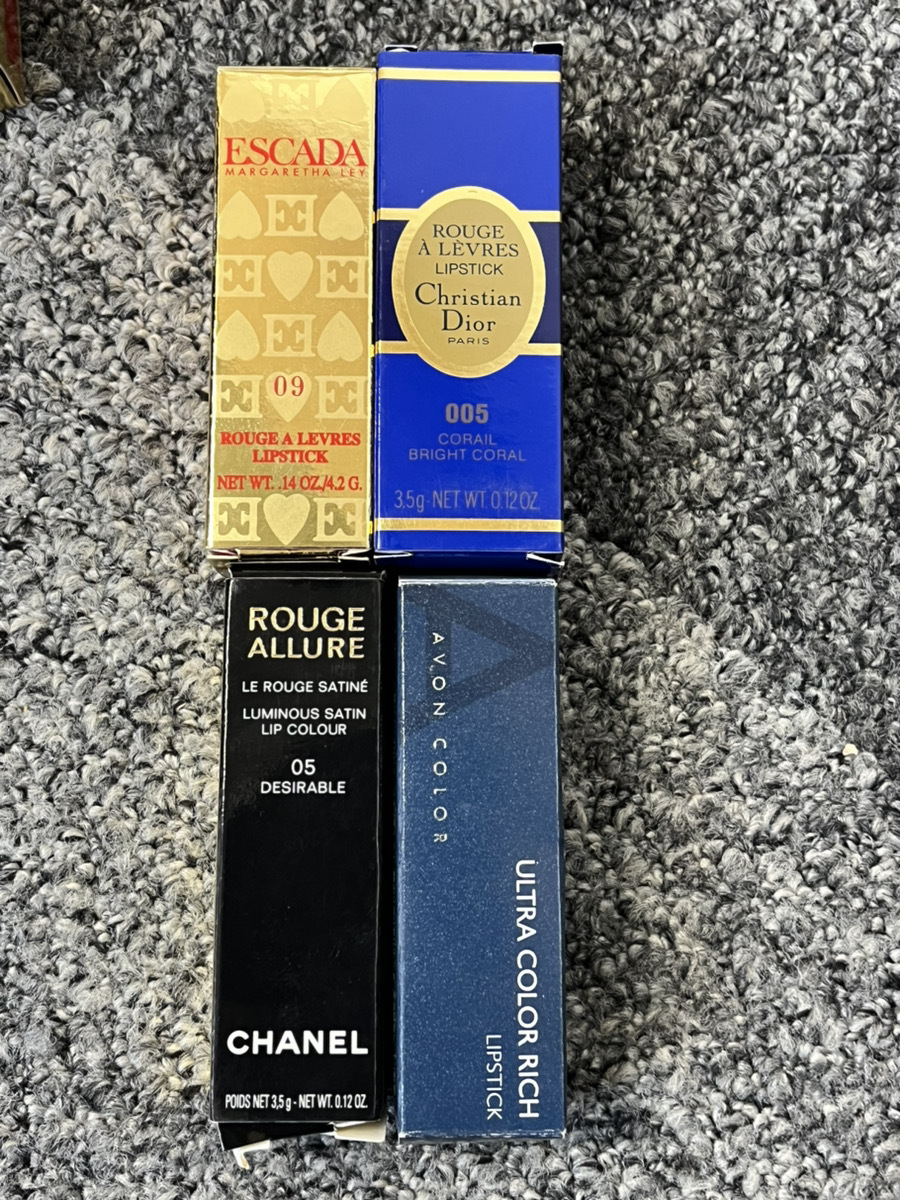 ESCADA
MARGARETHA LEY
09
ROUGE A LEVRES
LIPSTICK
NET WT. .14 OZ./4.2 G.
ROUGE
À LÈVRES
LIPSTICK
Christian
Dior
PARIS
005
CORAIL
BRIGHT CORAL
3.5g - NET WT. 0.12 OZ.
ROUGE
ALLURE
LE ROUGE SATINÉ
LUMINOUS SATIN
LIP COLOUR
05
DESIRABLE
CHANEL
POIDS NET 3,5 g - NET WT. 0.12 OZ.
AVON COLOR
ULTRA COLOR RICH
LIPSTICK